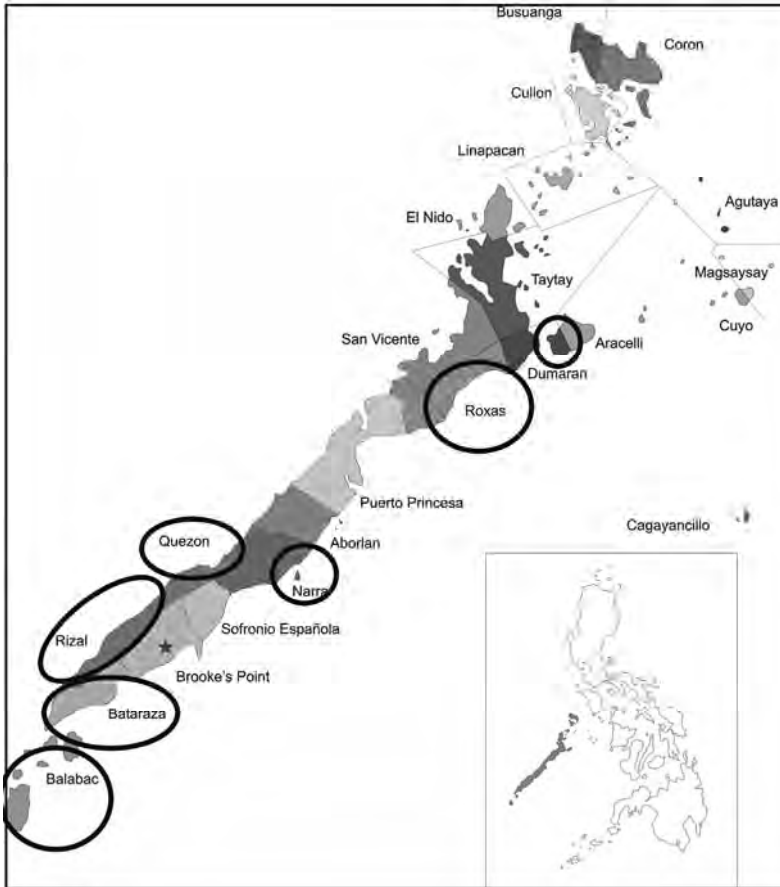 Busuanga
Coron
Cullon
Linapacan
Agutaya
El Nido
Magsaysay
Taytay
Cuyo
San Vicente
Aracelli
Dumaran
Roxas
Puerto Princesa
Cagayancillo
Quezon
Aborlan
Narra
Sofronio Española
Rizal
Brooke's Point
Bataraza
Balabac